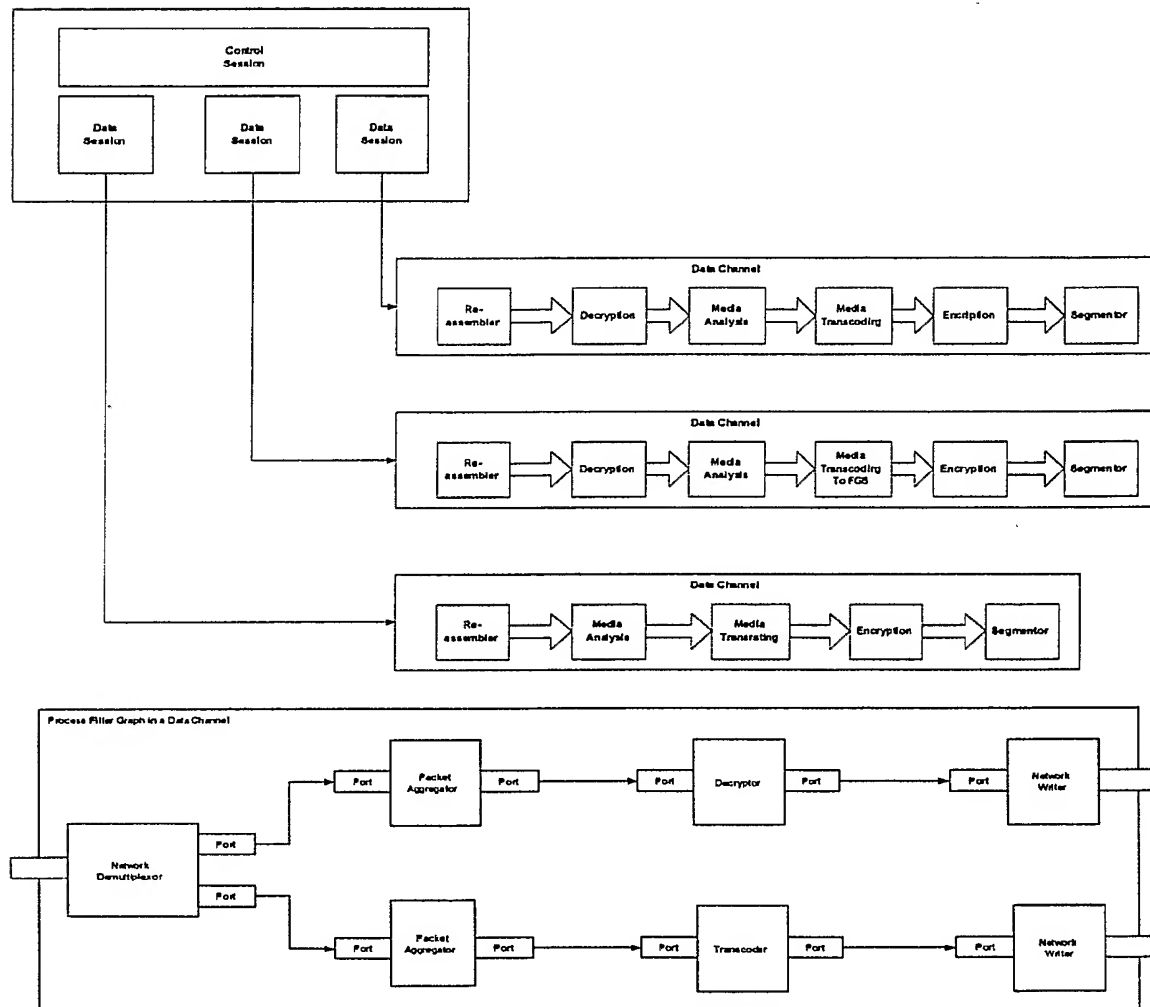 Control
Session
Data
Session
Data
Session
Data
Session
Data Channel
Re-
assembler
Decryption
Media
Analysis
Media
Transcoding
Encription
Segmentor
Data Channel
Re-
assembler
Decryption
Media
Analysis
Media
Transcoding
To FGS
Encryption
Segmentor
Data Channel
Re-
assembler
Media
Analysis
Media
Transrating
Encryption
Segmentor
Process Filter Graph in a Data Channel
Network
Demultiplexor
Port
Port
Port
Packet
Aggregator
Port
Port
Decryptor
Port
Port
Network
Writer
Port
Packet
Aggregator
Port
Port
Transcoder
Port
Port
Network
Writer